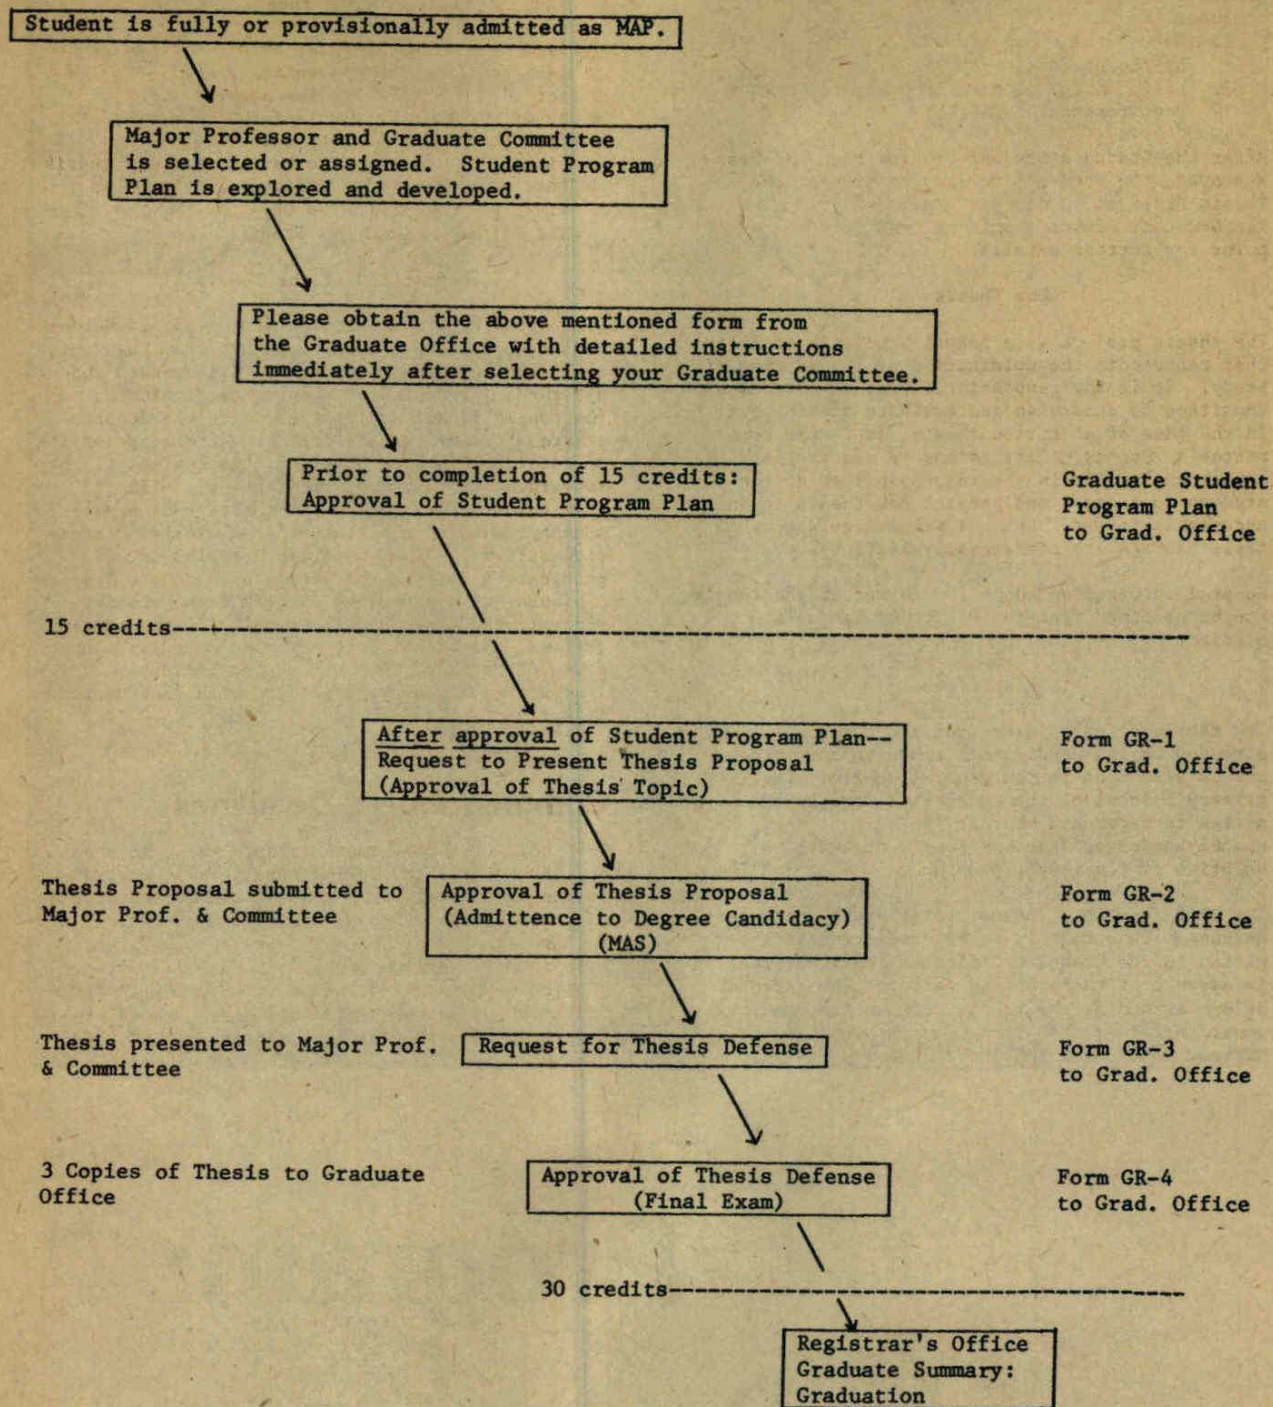 Student is fully or provisionally admitted as MAP.
Major Professor and Graduate Committee
is selected or assigned. Student Program
Plan is explored and developed.
Please obtain the above mentioned form from
the Graduate Office with detailed instructions
immediately after selecting your Graduate Committee.
Prior to completion of 15 credits:
Approval of Student Program Plan
Graduate Student
Program Plan
to Grad. Office
15 credits
After approval of Student Program Plan--
Request to Present Thesis Proposal
(Approval of Thesis Topic)
Form GR-1
to Grad. Office
Thesis Proposal submitted to
Major Prof. & Committee
Approval of Thesis Proposal
(Admittence to Degree Candidacy)
(MAS)
Form GR-2
to Grad. Office
Thesis presented to Major Prof.
& Committee
Request for Thesis Defense
Form GR-3
to Grad. Office
3 Copies of Thesis to Graduate
Office
Approval of Thesis Defense
(Final Exam)
Form GR-4
to Grad. Office
30 credits
Registrar's Office
Graduate Summary:
Graduation